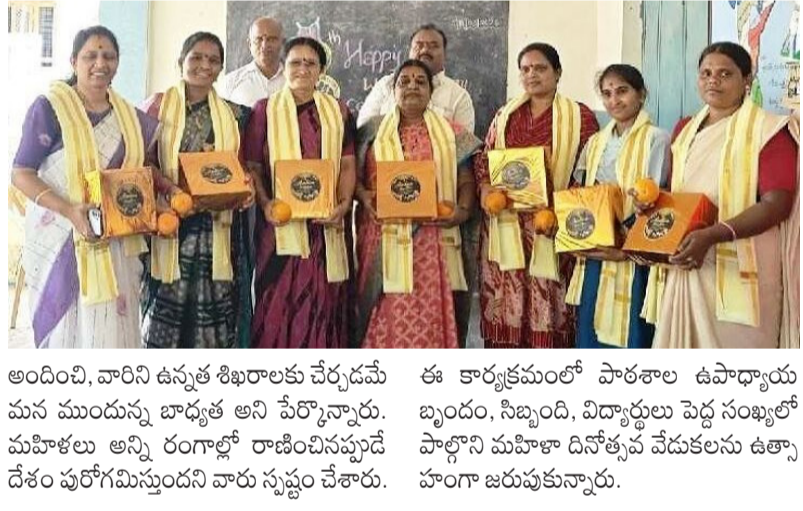 Happy
అందించి, వారిని ఉన్నత శిఖరాలకు చేర్చడమే
మన ముందున్న బాధ్యత అని పేర్కొన్నారు.
మహిళలు అన్ని రంగాల్లో రాణించినప్పుడే
దేశం పురోగమిస్తుందని వారు స్పష్టం చేశారు.
ఈ కార్యక్రమంలో పాఠశాల ఉపాధ్యాయ
బృందం, సిబ్బంది, విద్యార్థులు పెద్ద సంఖ్యలో
పాల్గొని మహిళా దినోత్సవ వేడుకలను ఉత్సా
హంగా జరుపుకున్నారు.